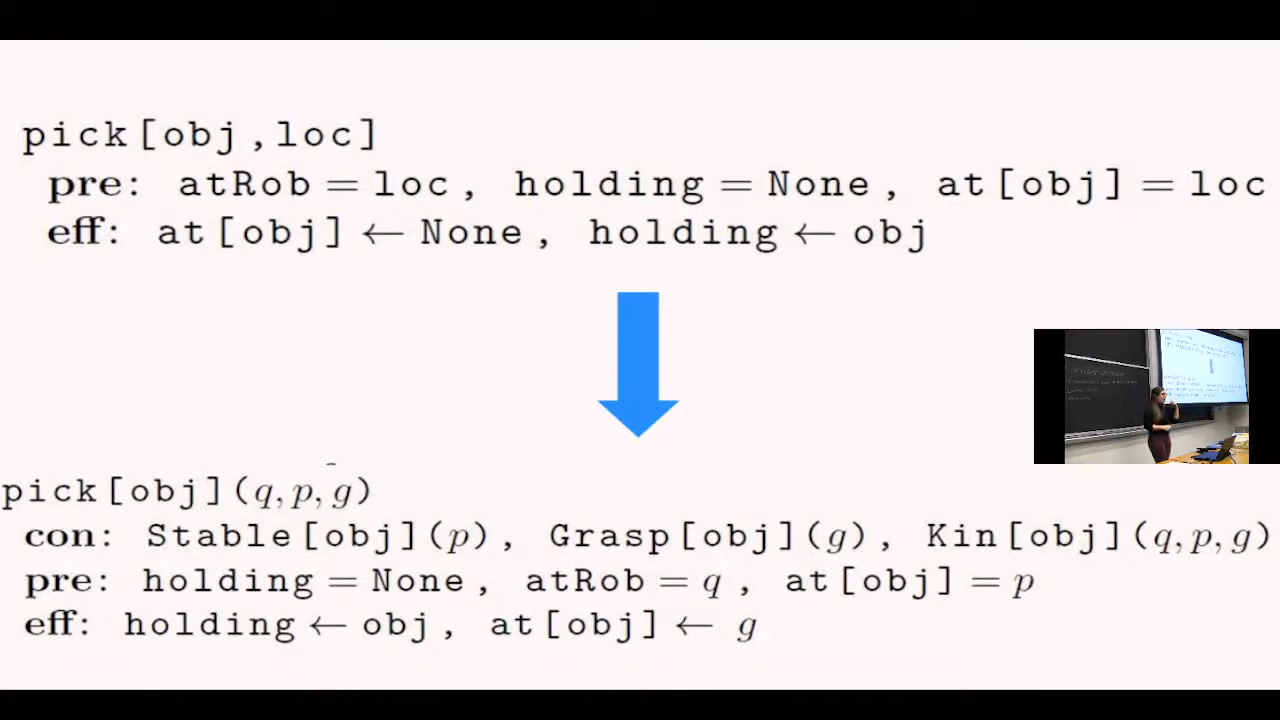 pick[obj,loc]
pre: atRob = loc, holding = None, at[obj] = loc
eff: at[obj] ← None, holding ← obj
pick[obj](q, p, g)
con: Stable[obj](p), Grasp[obj](g), Kin[obj](q, p, g)
pre: holding = None, atRob = q, at[obj] = p
eff: holding ← obj, at[obj] ← g